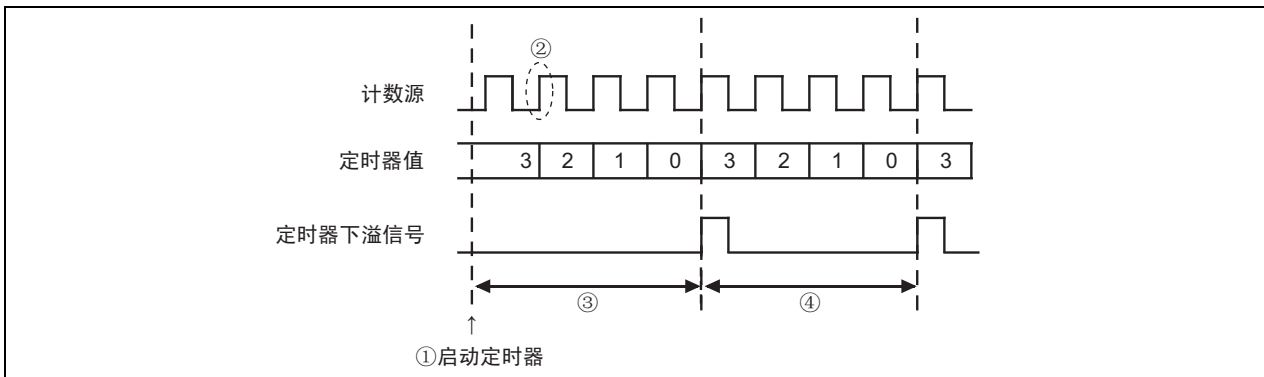 ②
计数源
定时器值 3 2 1 0 3 2 1 0 3
定时器下溢信号
③ ④
↑
①启动定时器